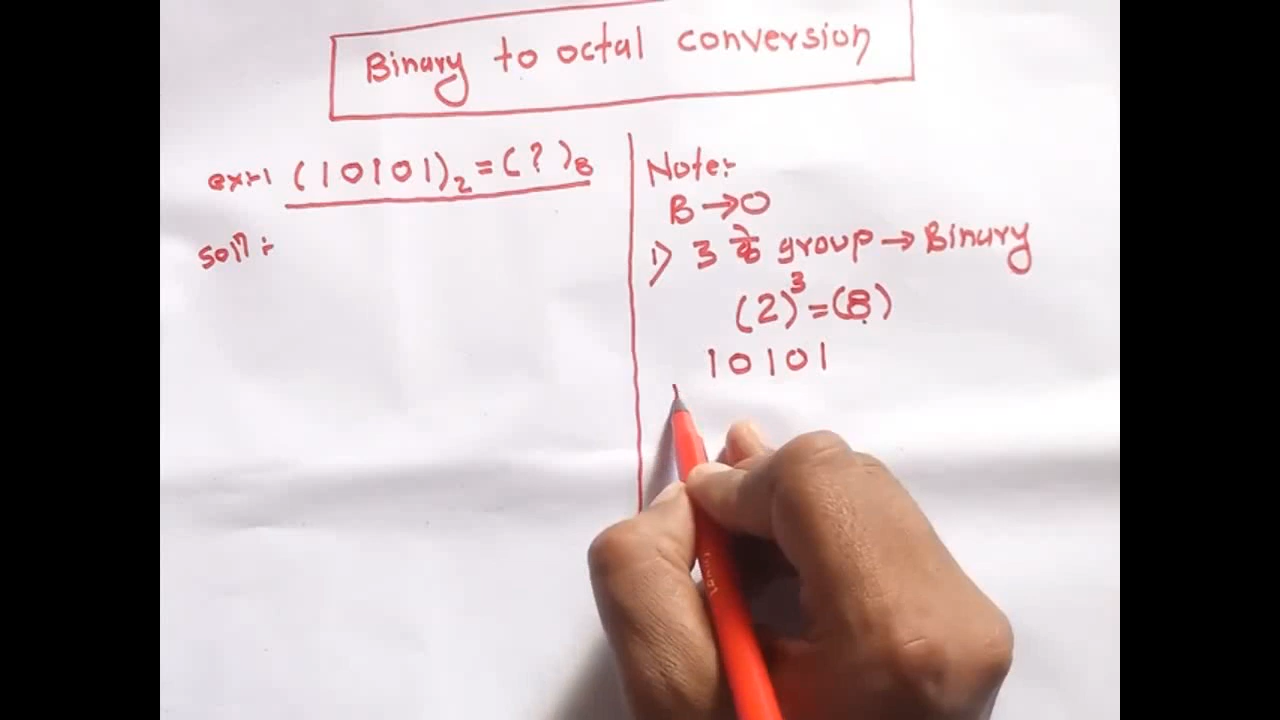 Binary to octal conversion
ex:-1 (10101)₂ = (?)₈
Soln:-
Note:-
B → O
1) 3 group → Binary
(2)³ = (8)
10101